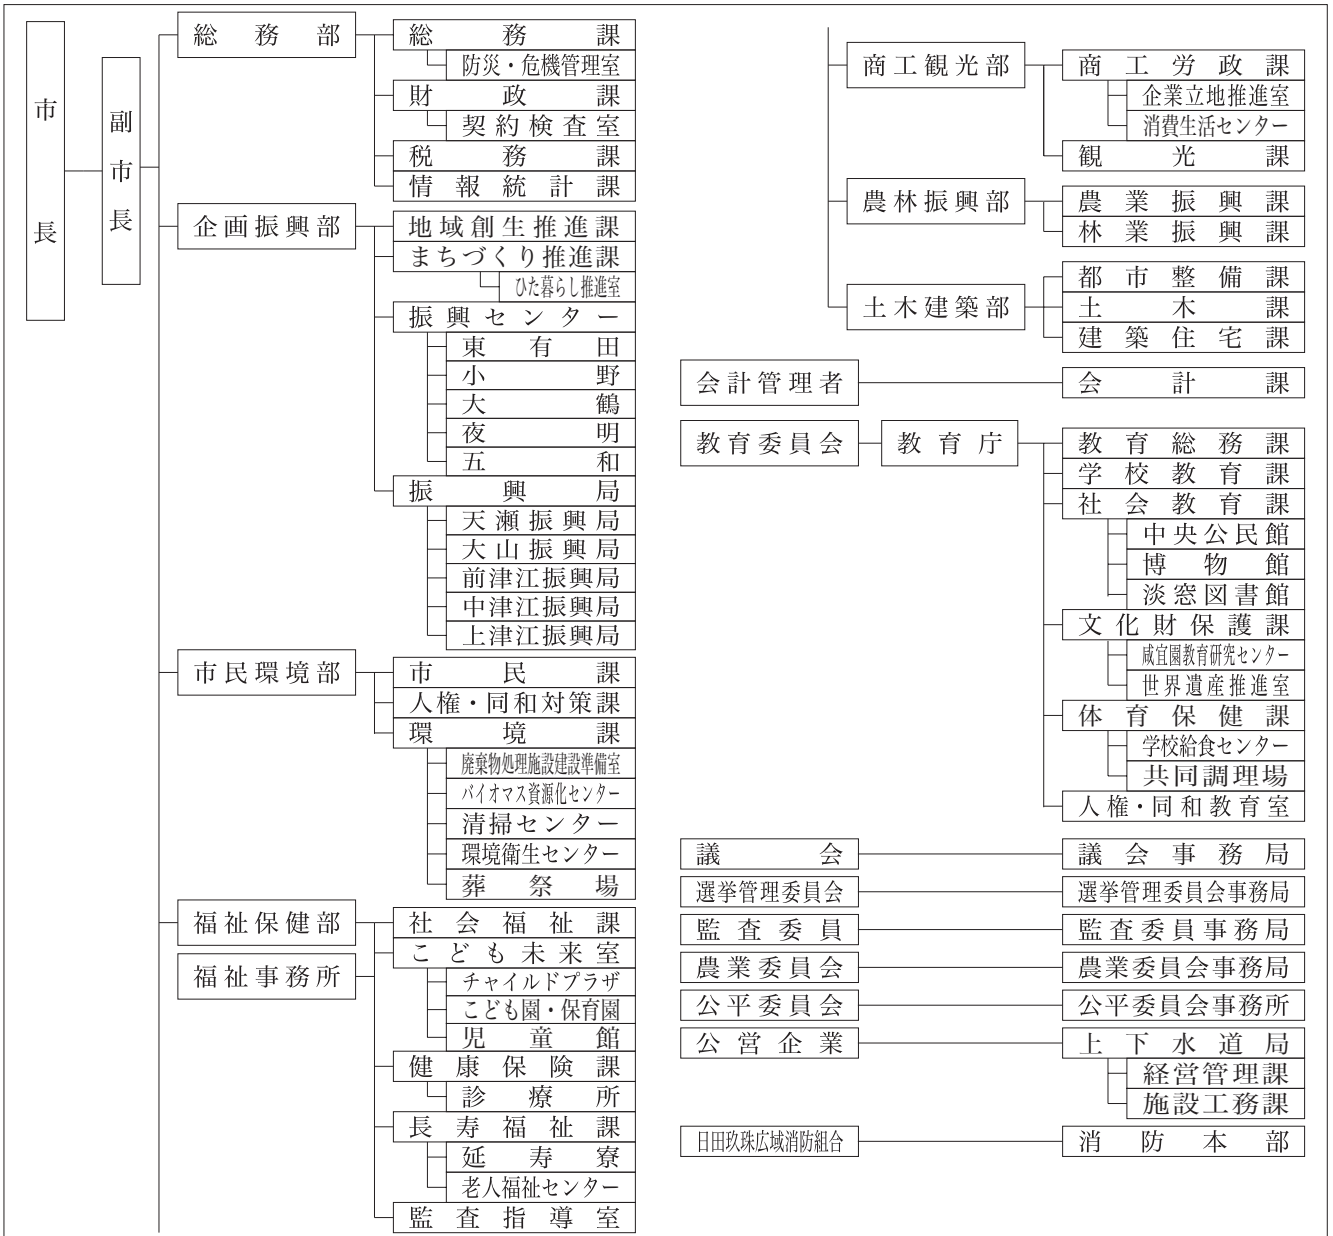 市長
副市長
総務部
総務課
防災・危機管理室
財政課
契約検査室
税務課
情報統計課
企画振興部
地域創生推進課
まちづくり推進課
ひた暮らし推進室
振興センター
東有田
小野
大鶴
夜明
五和
振興局
天瀬振興局
大山振興局
前津江振興局
中津江振興局
上津江振興局
市民環境部
市民課
人権・同和対策課
環境課
廃棄物処理施設建設準備室
バイオマス資源化センター
清掃センター
環境衛生センター
葬祭場
福祉保健部
福祉事務所
社会福祉課
こども未来室
チャイルドプラザ
こども園・保育園
児童館
健康保険課
診療所
長寿福祉課
延寿寮
老人福祉センター
監査指導室
商工観光部
商工労政課
企業立地推進室
消費生活センター
観光課
農林振興部
農業振興課
林業振興課
土木建築部
都市整備課
土木課
建築住宅課
会計管理者
会計課
教育委員会
教育庁
教育総務課
学校教育課
社会教育課
中央公民館
博物館
淡窓図書館
文化財保護課
咸宜園教育研究センター
世界遺産推進室
体育保健課
学校給食センター
共同調理場
人権・同和教育室
議会
議会事務局
選挙管理委員会
選挙管理委員会事務局
監査委員
監査委員事務局
農業委員会
農業委員会事務局
公平委員会
公平委員会事務所
公営企業
上下水道局
経営管理課
施設工務課
日田玖珠広域消防組合
消防本部